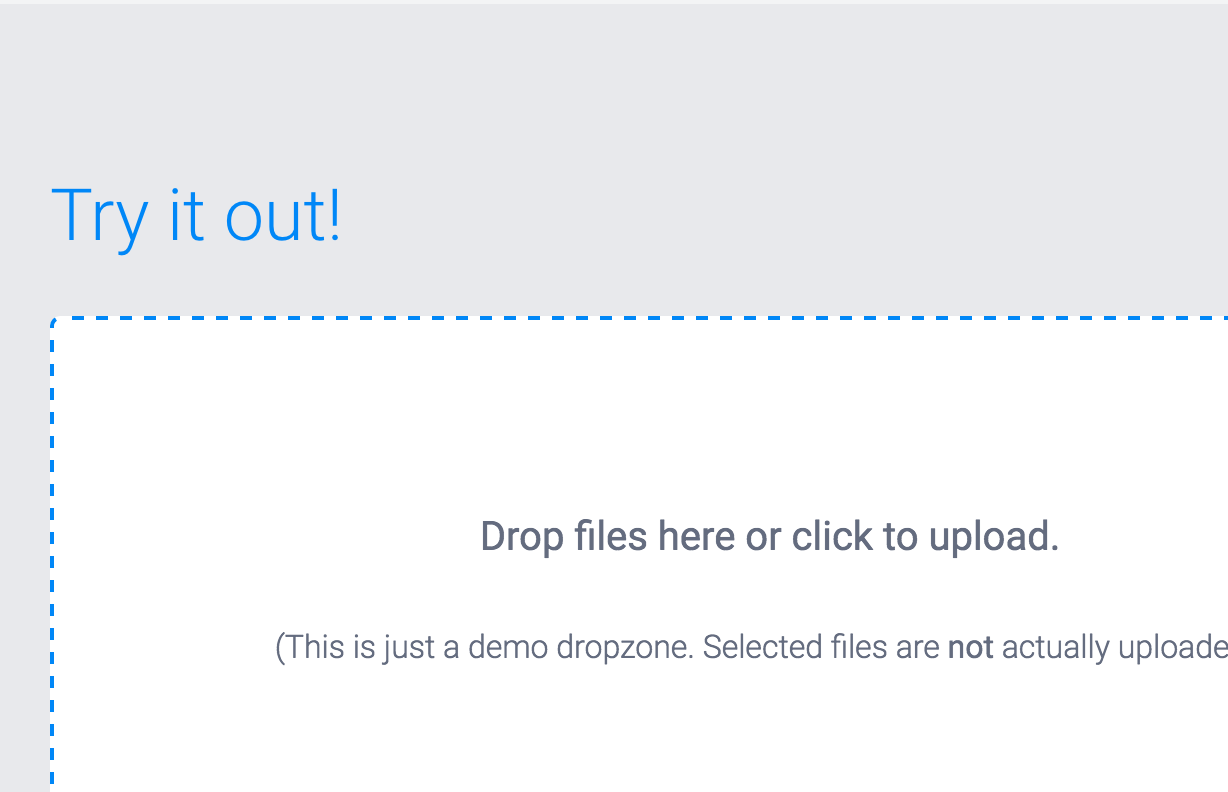 Try it out!
Drop files here or click to upload.
(This is just a demo dropzone. Selected files are not actually uploade